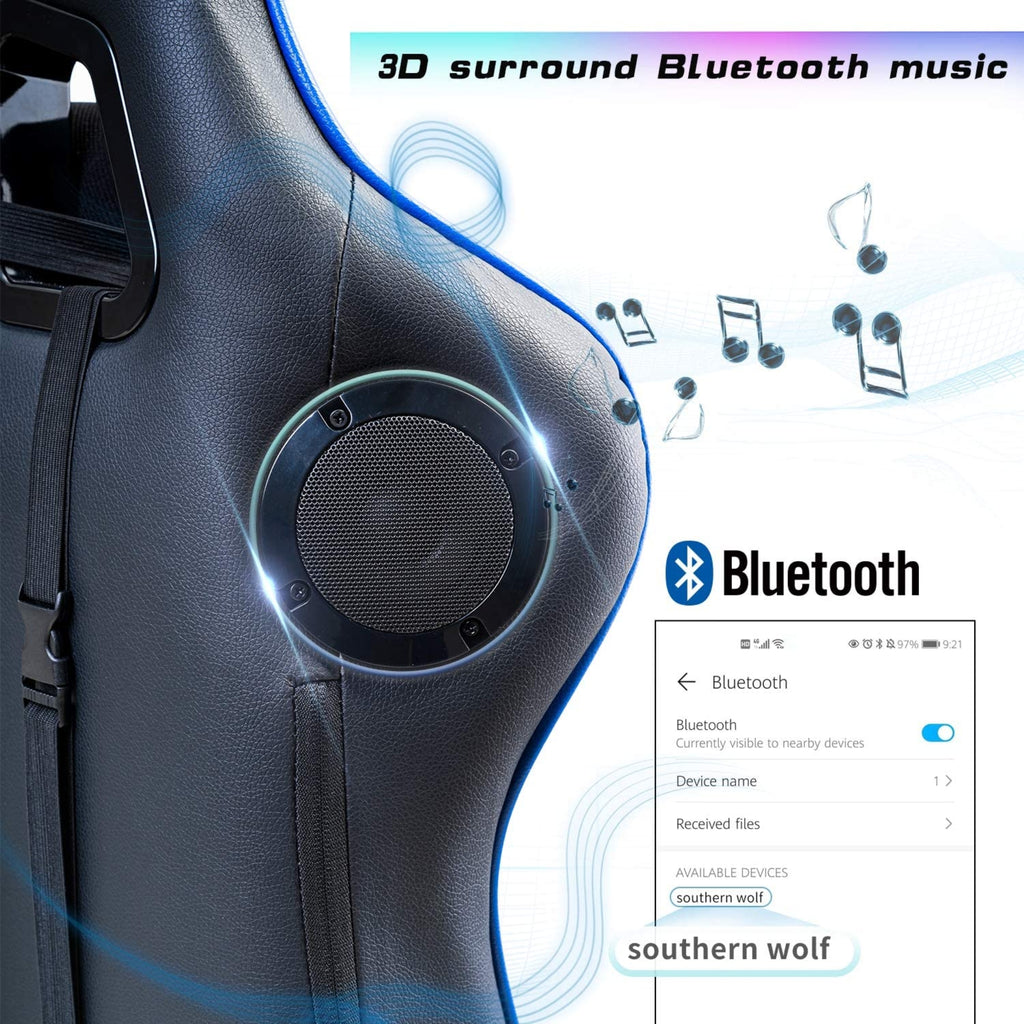 3D surround Bluetooth music
Bluetooth
97% 9:21
Bluetooth
Bluetooth
Currently visible to nearby devices
Device name 1
Received files
AVAILABLE DEVICES
southern wolf
southern wolf